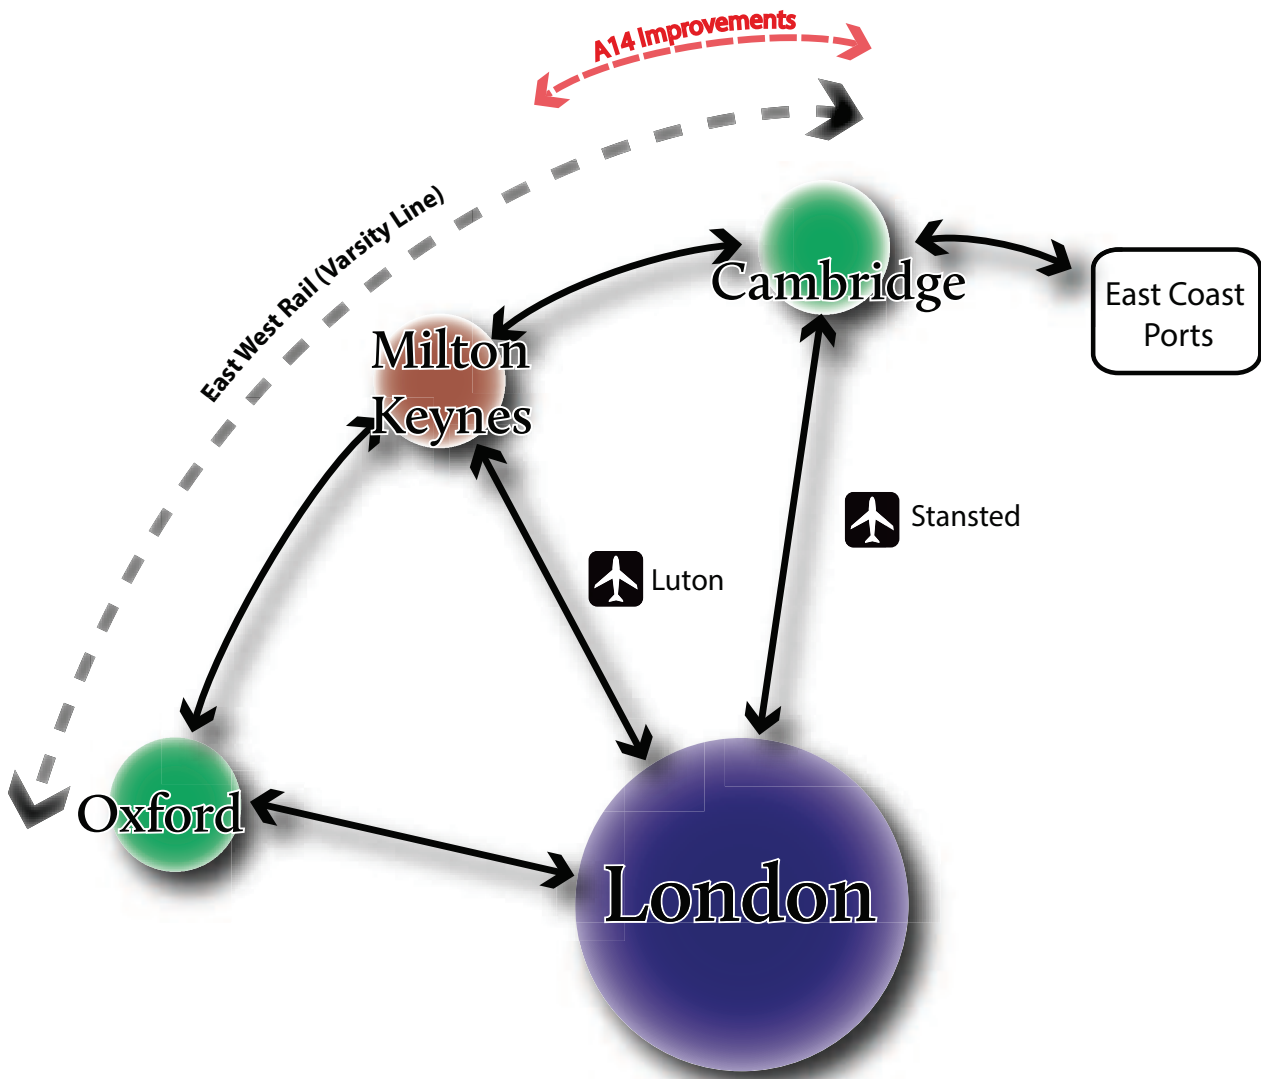 A14 Improvements
East West Rail (Varsity Line)
Cambridge
East Coast
Ports
Milton
Keynes
Stansted
Luton
Oxford
London